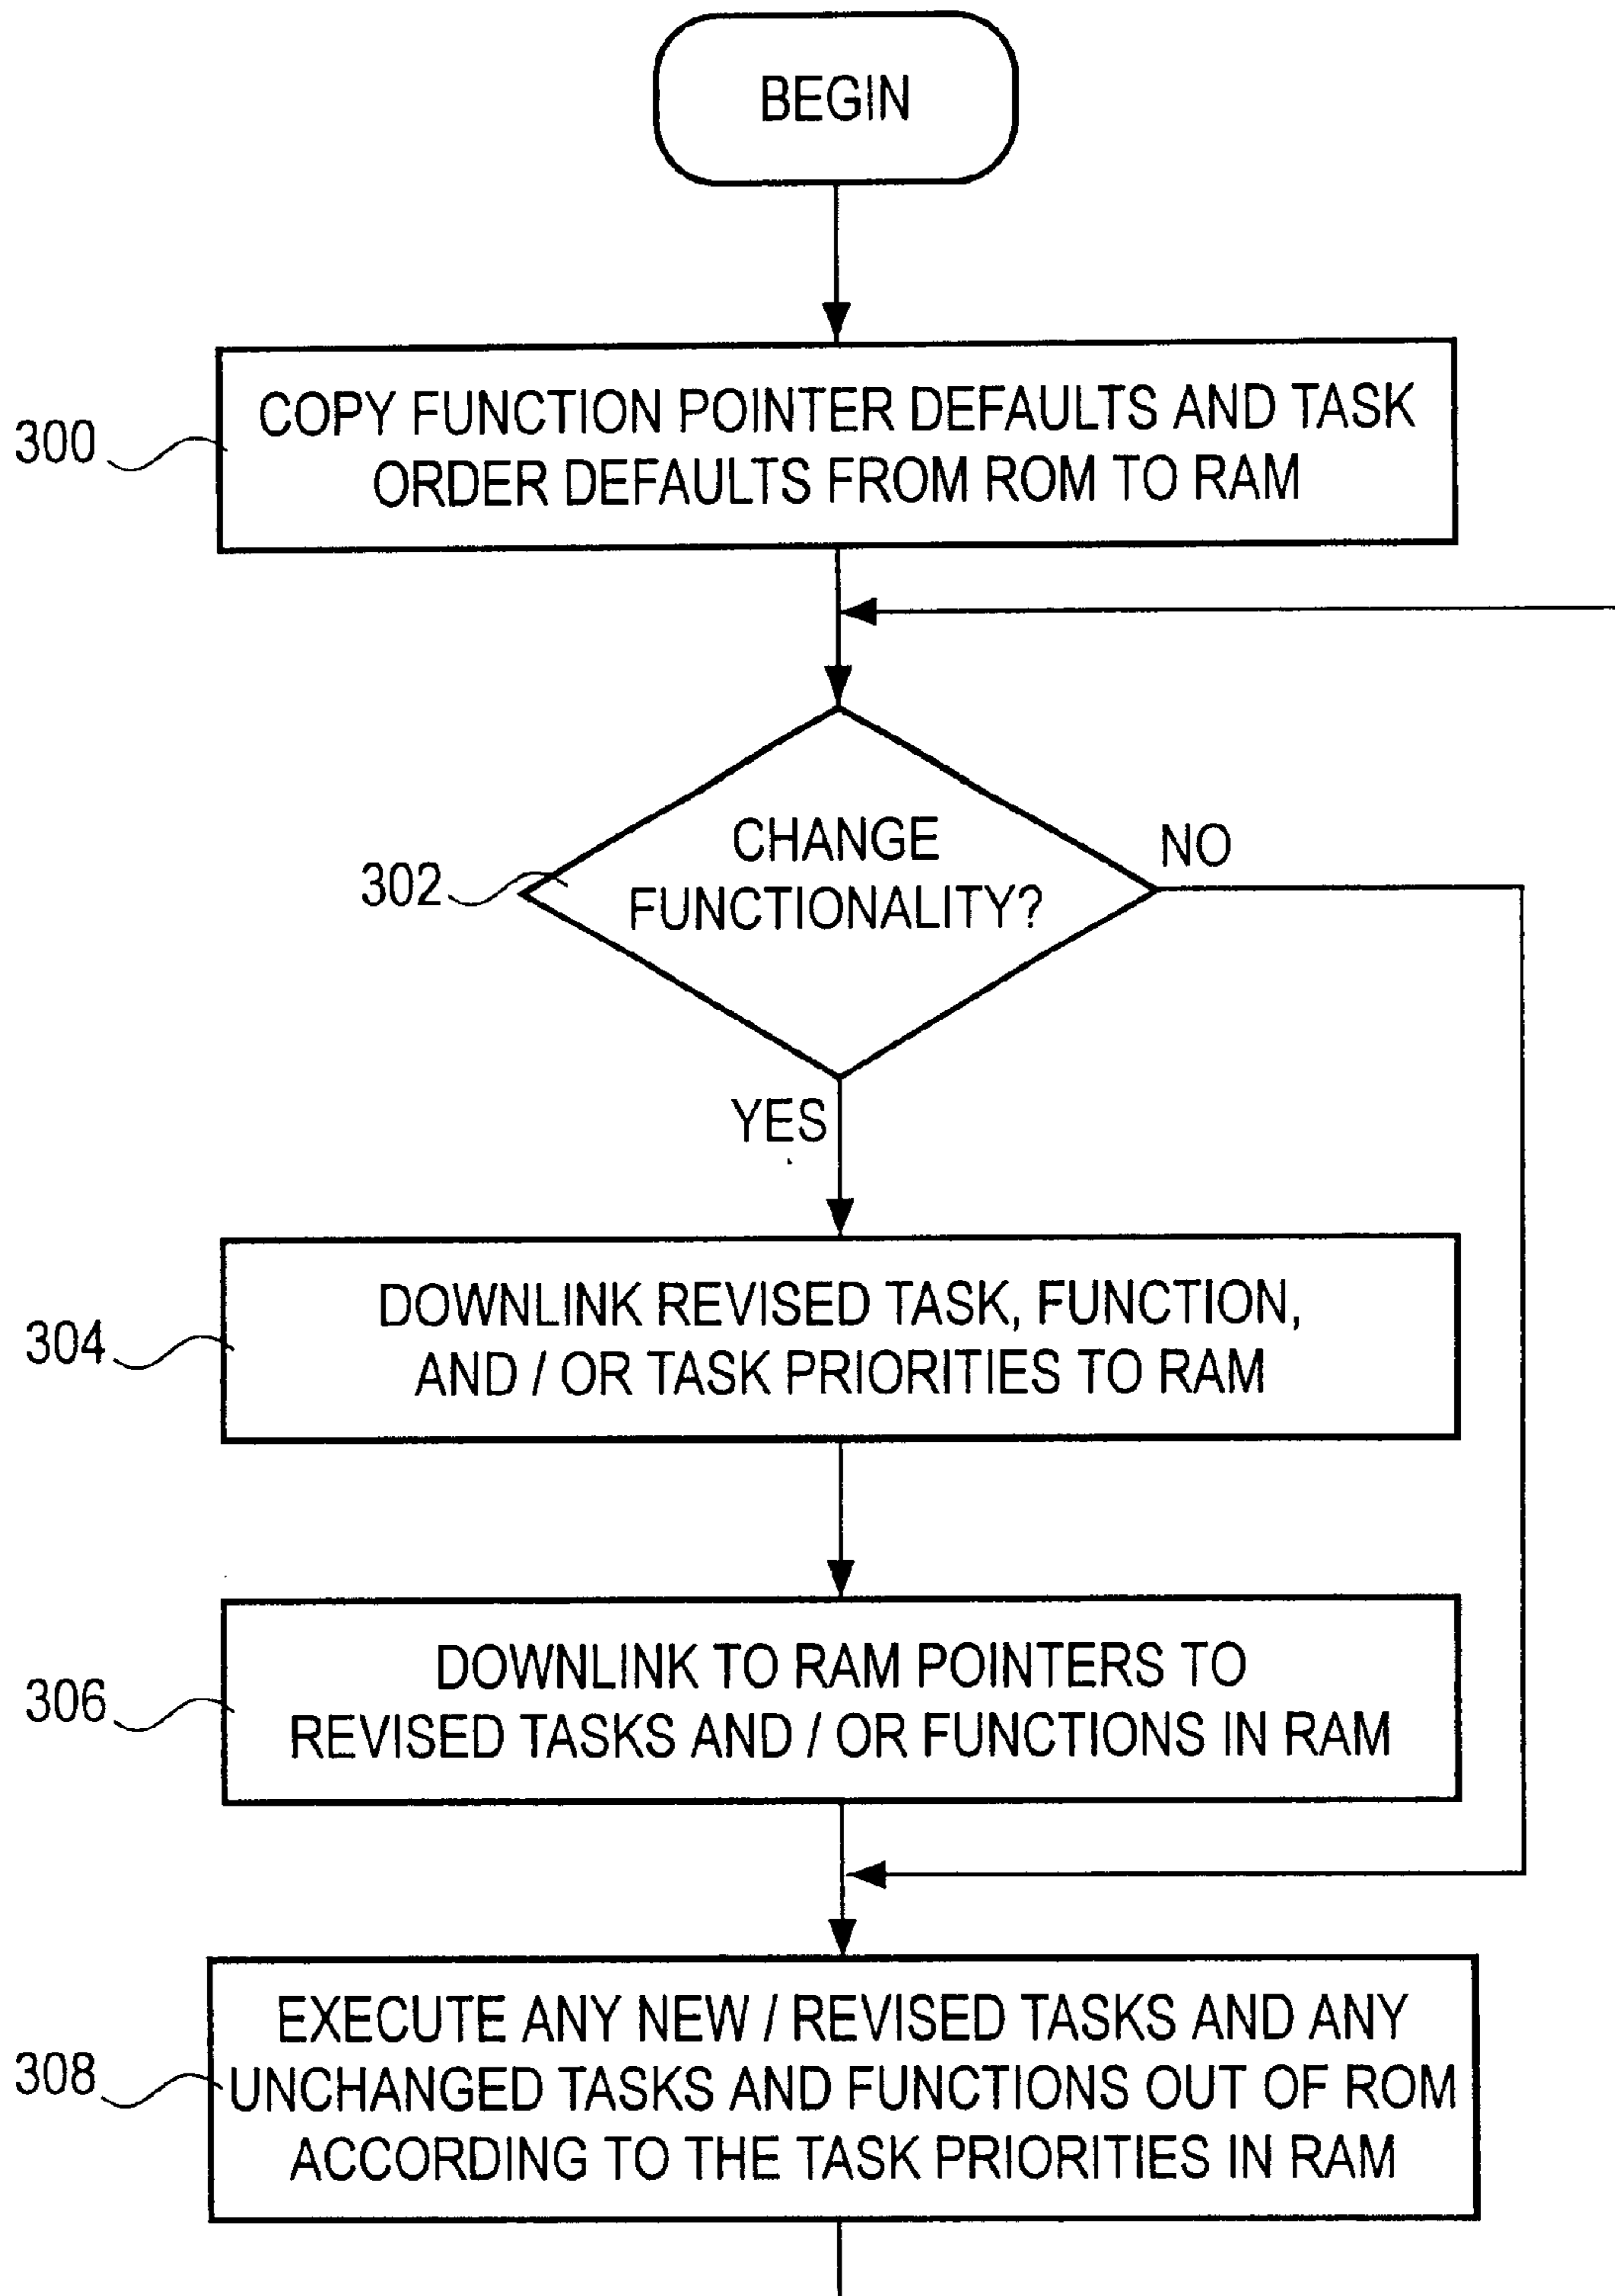 BEGIN
300
COPY FUNCTION POINTER DEFAULTS AND TASK
ORDER DEFAULTS FROM ROM TO RAM
302
CHANGE
FUNCTIONALITY?
NO
YES
304
DOWNLINK REVISED TASK, FUNCTION,
AND / OR TASK PRIORITIES TO RAM
306
DOWNLINK TO RAM POINTERS TO
REVISED TASKS AND / OR FUNCTIONS IN RAM
308
EXECUTE ANY NEW / REVISED TASKS AND ANY
UNCHANGED TASKS AND FUNCTIONS OUT OF ROM
ACCORDING TO THE TASK PRIORITIES IN RAM